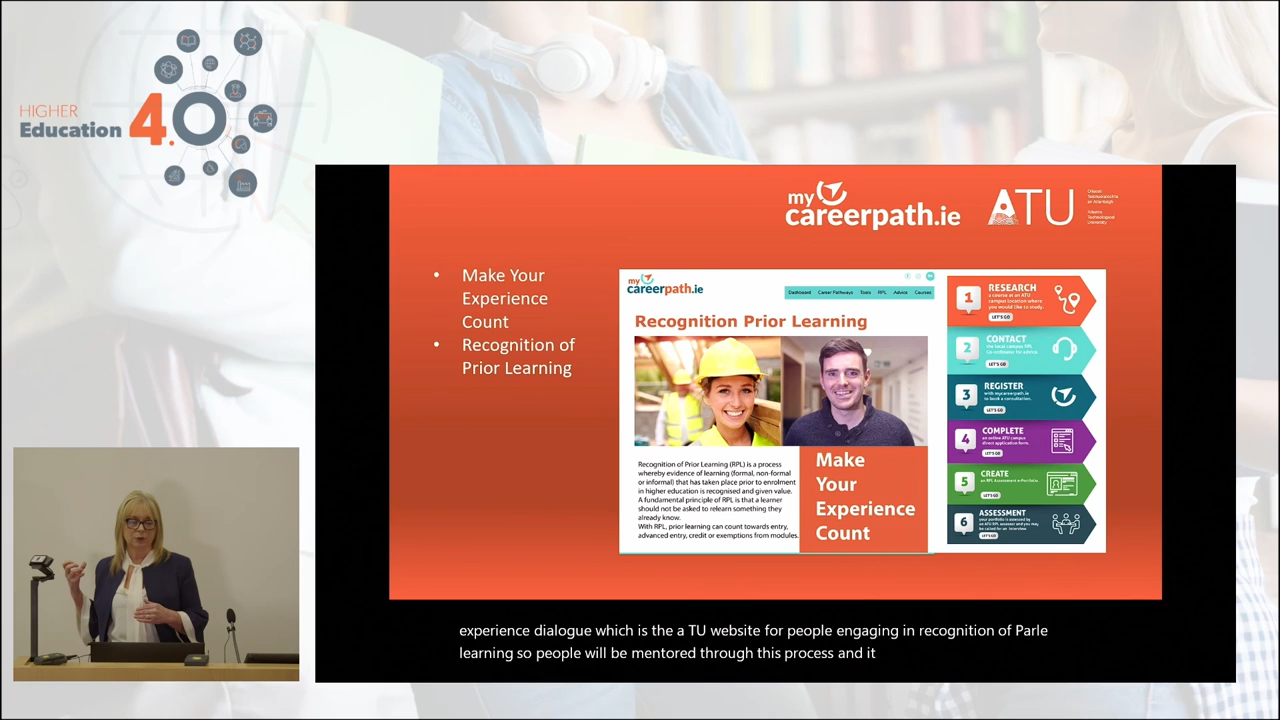 HIGHER
Education 4.0
my
careerpath.ie
ATU
• Make Your
Experience
Count
• Recognition of
Prior Learning
my
careerpath.ie
Dashboard Career Pathways Tools RPL Advice Courses
Recognition Prior Learning
Recognition of Prior Learning (RPL) is a process
whereby evidence of learning (formal, non-formal
or informal) that has taken place prior to enrolment
in higher education is recognised and given value.
A fundamental principle of RPL is that a learner
should not be asked to relearn something they
already know.
With RPL, prior learning can count towards entry,
advanced entry, credit or exemptions from modules.
Make
Your
Experience
Count
1 RESEARCH
a course at an ATU
campus location where
you would like to study.
LET'S GO
2 CONTACT
the local campus RPL
Co-ordinator for advice.
LET'S GO
3 REGISTER
with mycareerpath.ie
to book a consultation.
LET'S GO
4 COMPLETE
an online ATU campus
direct application form.
LET'S GO
5 CREATE
an RPL Assessment e-Portfolio.
LET'S GO
6 ASSESSMENT
your portfolio is assessed by
an ATU RPL assessor and you may
be called for an interview
LET'S GO
experience dialogue which is the a TU website for people engaging in recognition of Parle
learning so people will be mentored through this process and it